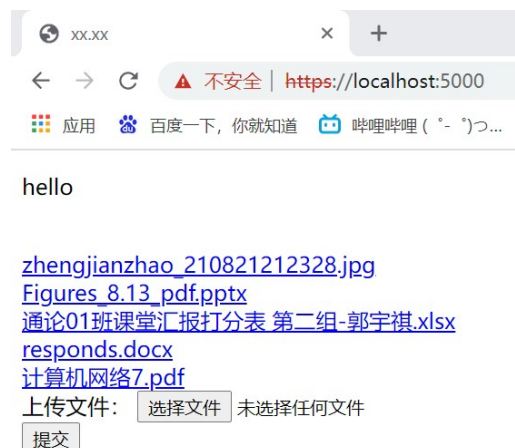 xx.xx
不安全 | https://localhost:5000
应用 百度一下，你就知道 哔哩哔哩 ( ゜- ゜)つ...
hello
zhengjianzhao_210821212328.jpg
Figures_8.13_pdf.pptx
通论01班课堂汇报打分表 第二组-郭宇祺.xlsx
responds.docx
计算机网络7.pdf
上传文件： 选择文件 未选择任何文件
提交